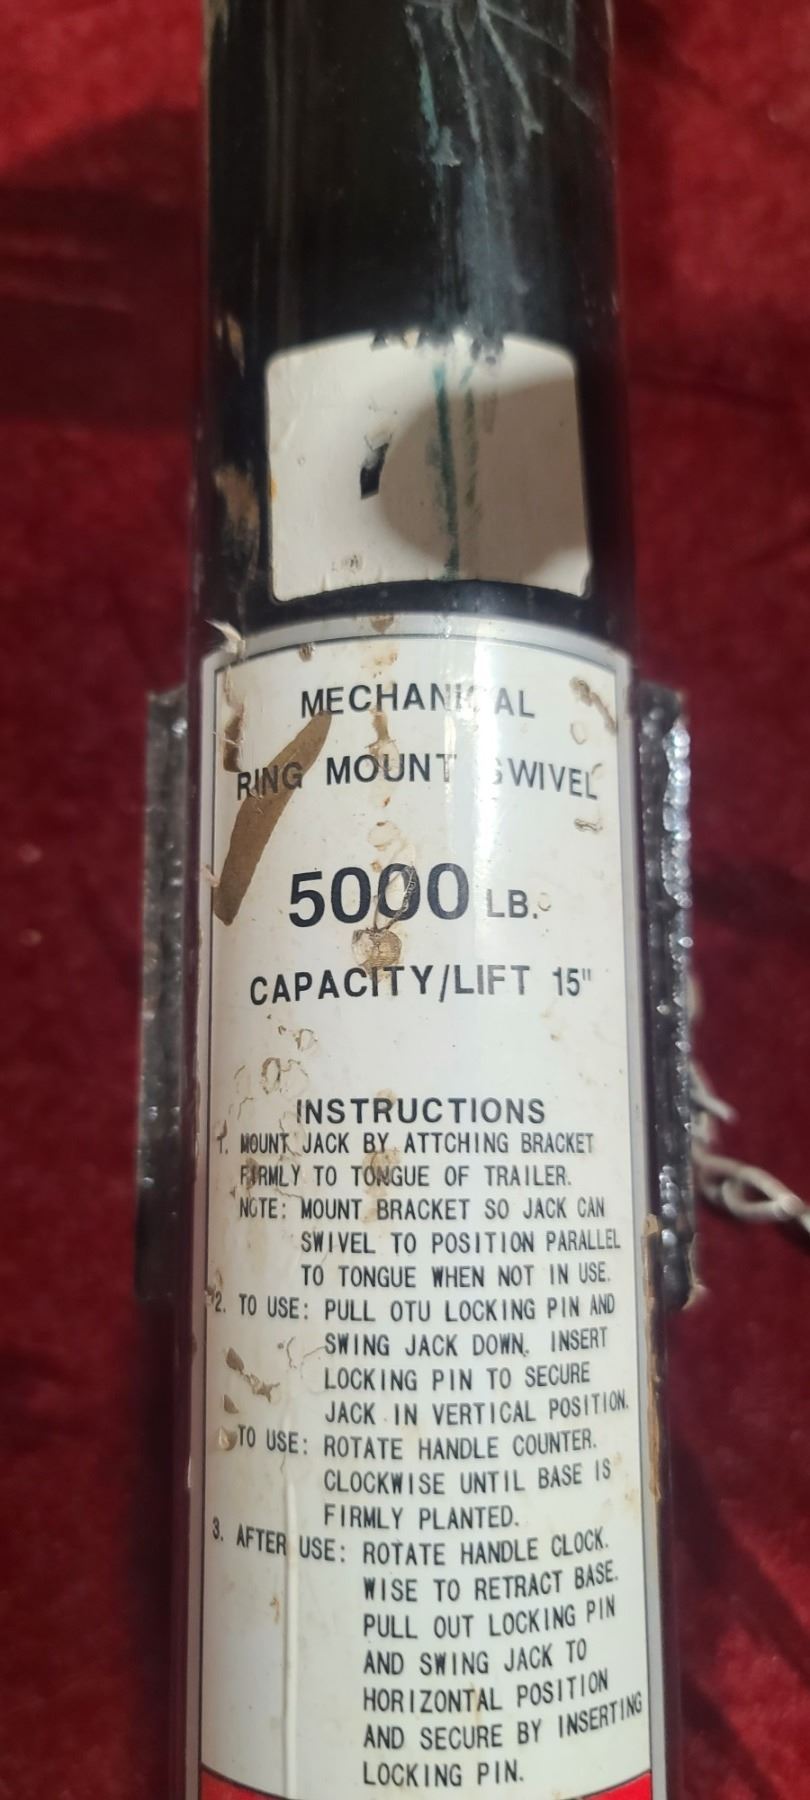 MECHANICAL
RING MOUNT SWIVEL
5000 LB.
CAPACITY/LIFT 15"
INSTRUCTIONS
1. MOUNT JACK BY ATTCHING BRACKET
FIRMLY TO TONGUE OF TRAILER.
NOTE: MOUNT BRACKET SO JACK CAN
SWIVEL TO POSITION PARALLEL
TO TONGUE WHEN NOT IN USE.
2. TO USE: PULL OTU LOCKING PIN AND
SWING JACK DOWN. INSERT
LOCKING PIN TO SECURE
JACK IN VERTICAL POSITION.
TO USE: ROTATE HANDLE COUNTER.
CLOCKWISE UNTIL BASE IS
FIRMLY PLANTED.
3. AFTER USE: ROTATE HANDLE CLOCK.
WISE TO RETRACT BASE.
PULL OUT LOCKING PIN
AND SWING JACK TO
HORIZONTAL POSITION
AND SECURE BY INSERTING
LOCKING PIN.